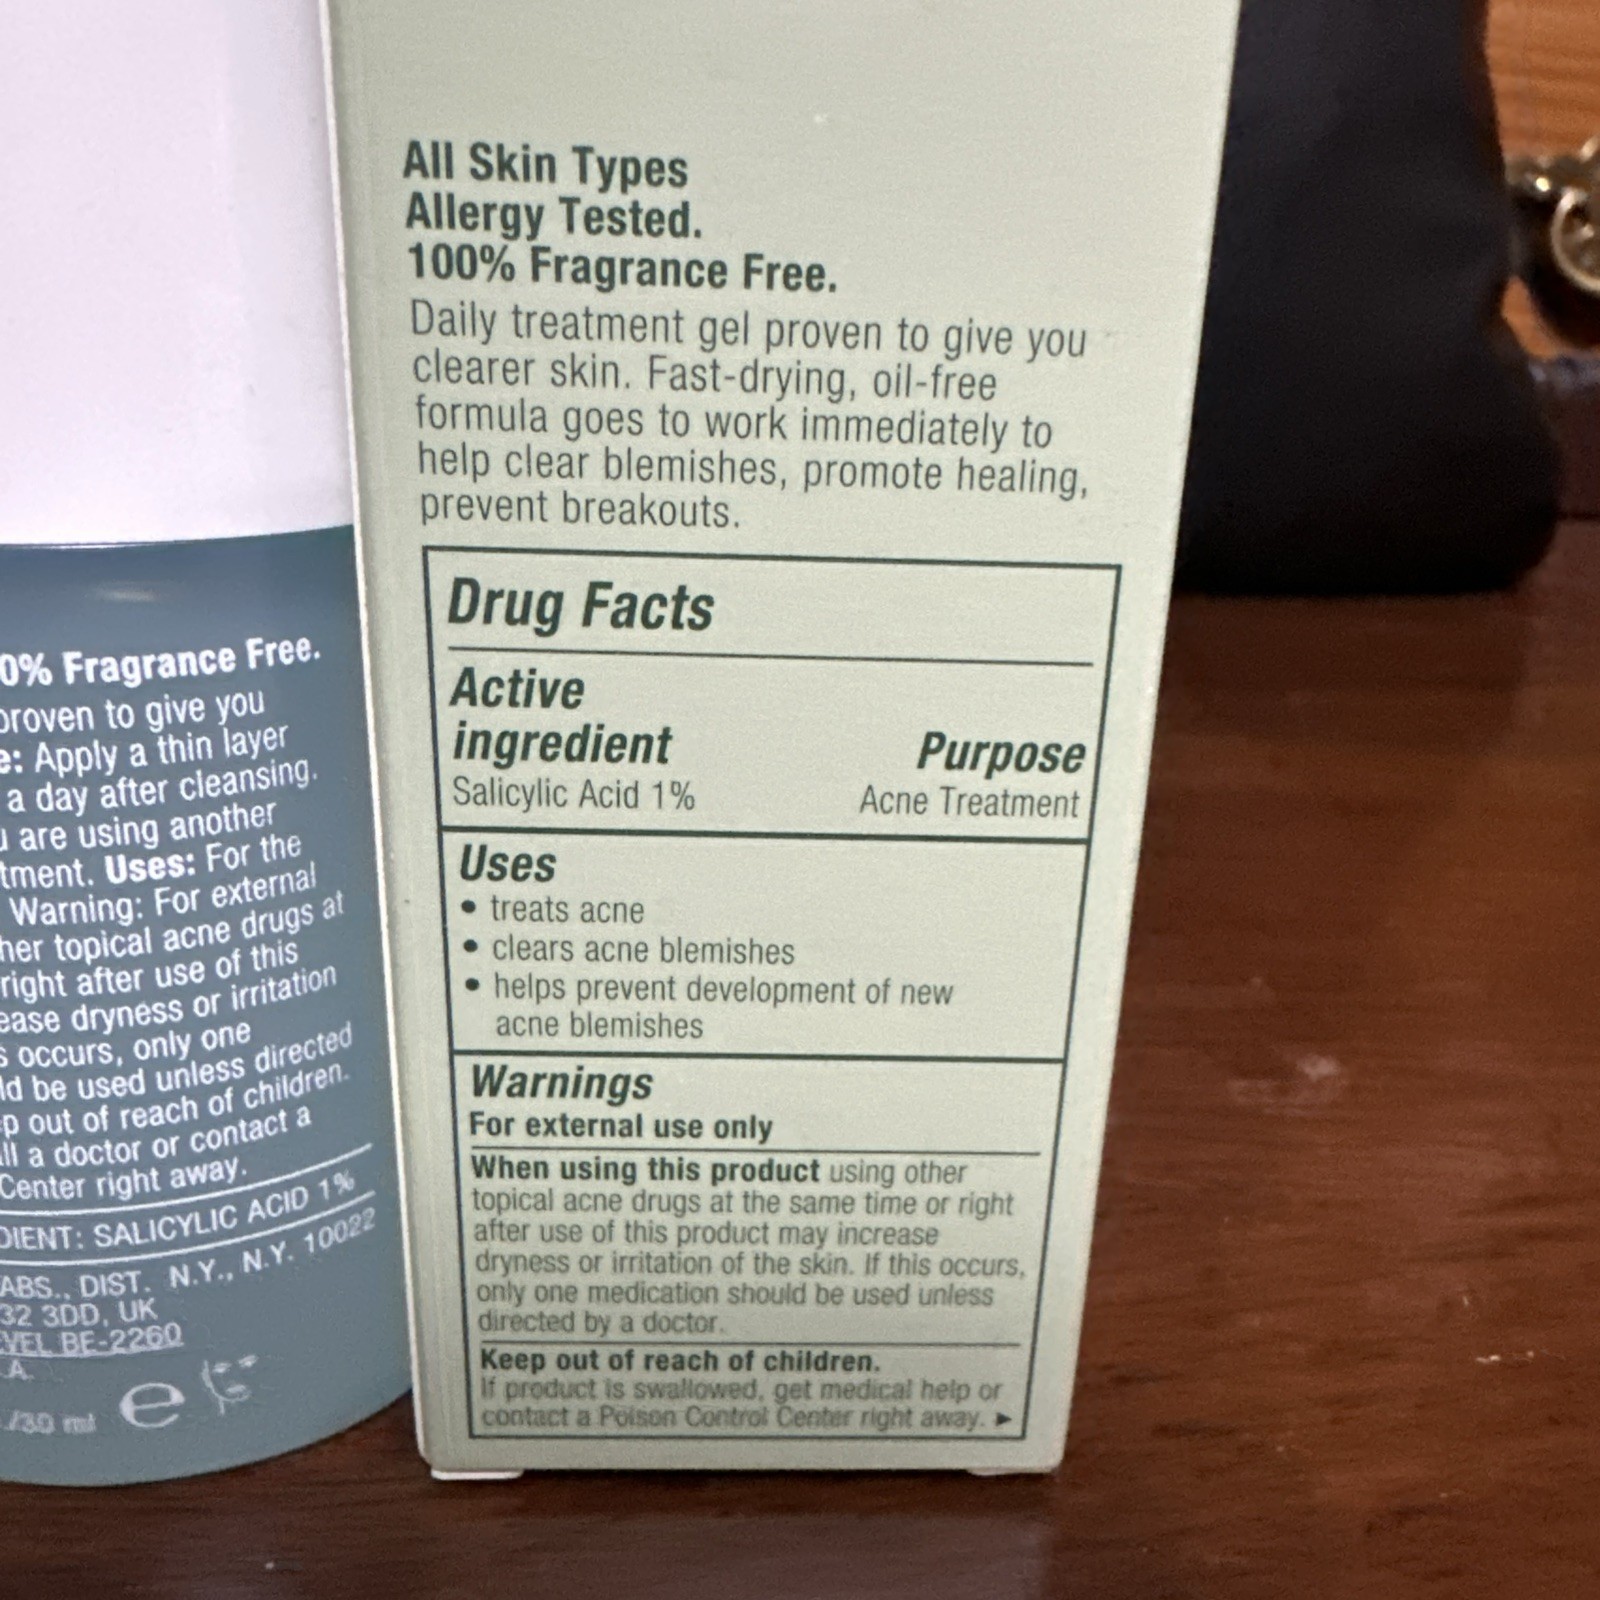 All Skin Types
Allergy Tested.
100% Fragrance Free.
Daily treatment gel proven to give you
clearer skin. Fast-drying, oil-free
formula goes to work immediately to
help clear blemishes, promote healing,
prevent breakouts.
Drug Facts
Active
ingredient Purpose
Salicylic Acid 1% Acne Treatment
Uses
• treats acne
• clears acne blemishes
• helps prevent development of new
acne blemishes
Warnings
For external use only
When using this product using other
topical acne drugs at the same time or right
after use of this product may increase
dryness or irritation of the skin. If this occurs,
only one medication should be used unless
directed by a doctor.
Keep out of reach of children.
If product is swallowed, get medical help or
contact a Poison Control Center right away. ►
0% Fragrance Free.
proven to give you
e: Apply a thin layer
a day after cleansing.
are using another
tment. Uses: For the
Warning: For external
her topical acne drugs at
right after use of this
ease dryness or irritation
s occurs, only one
ld be used unless directed
p out of reach of children.
ll a doctor or contact a
Center right away.
DIENT: SALICYLIC ACID 1%
ABS., DIST. N.Y., N.Y. 10022
32 3DD, UK
EVEL BE-2260
A
/30 ml e